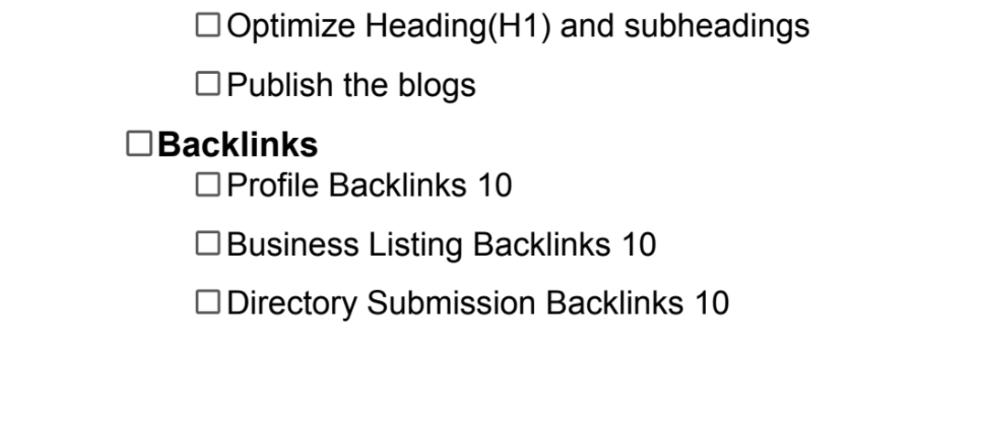 ☐ Optimize Heading(H1) and subheadings
☐ Publish the blogs
☐ Backlinks
☐ Profile Backlinks 10
☐ Business Listing Backlinks 10
☐ Directory Submission Backlinks 10